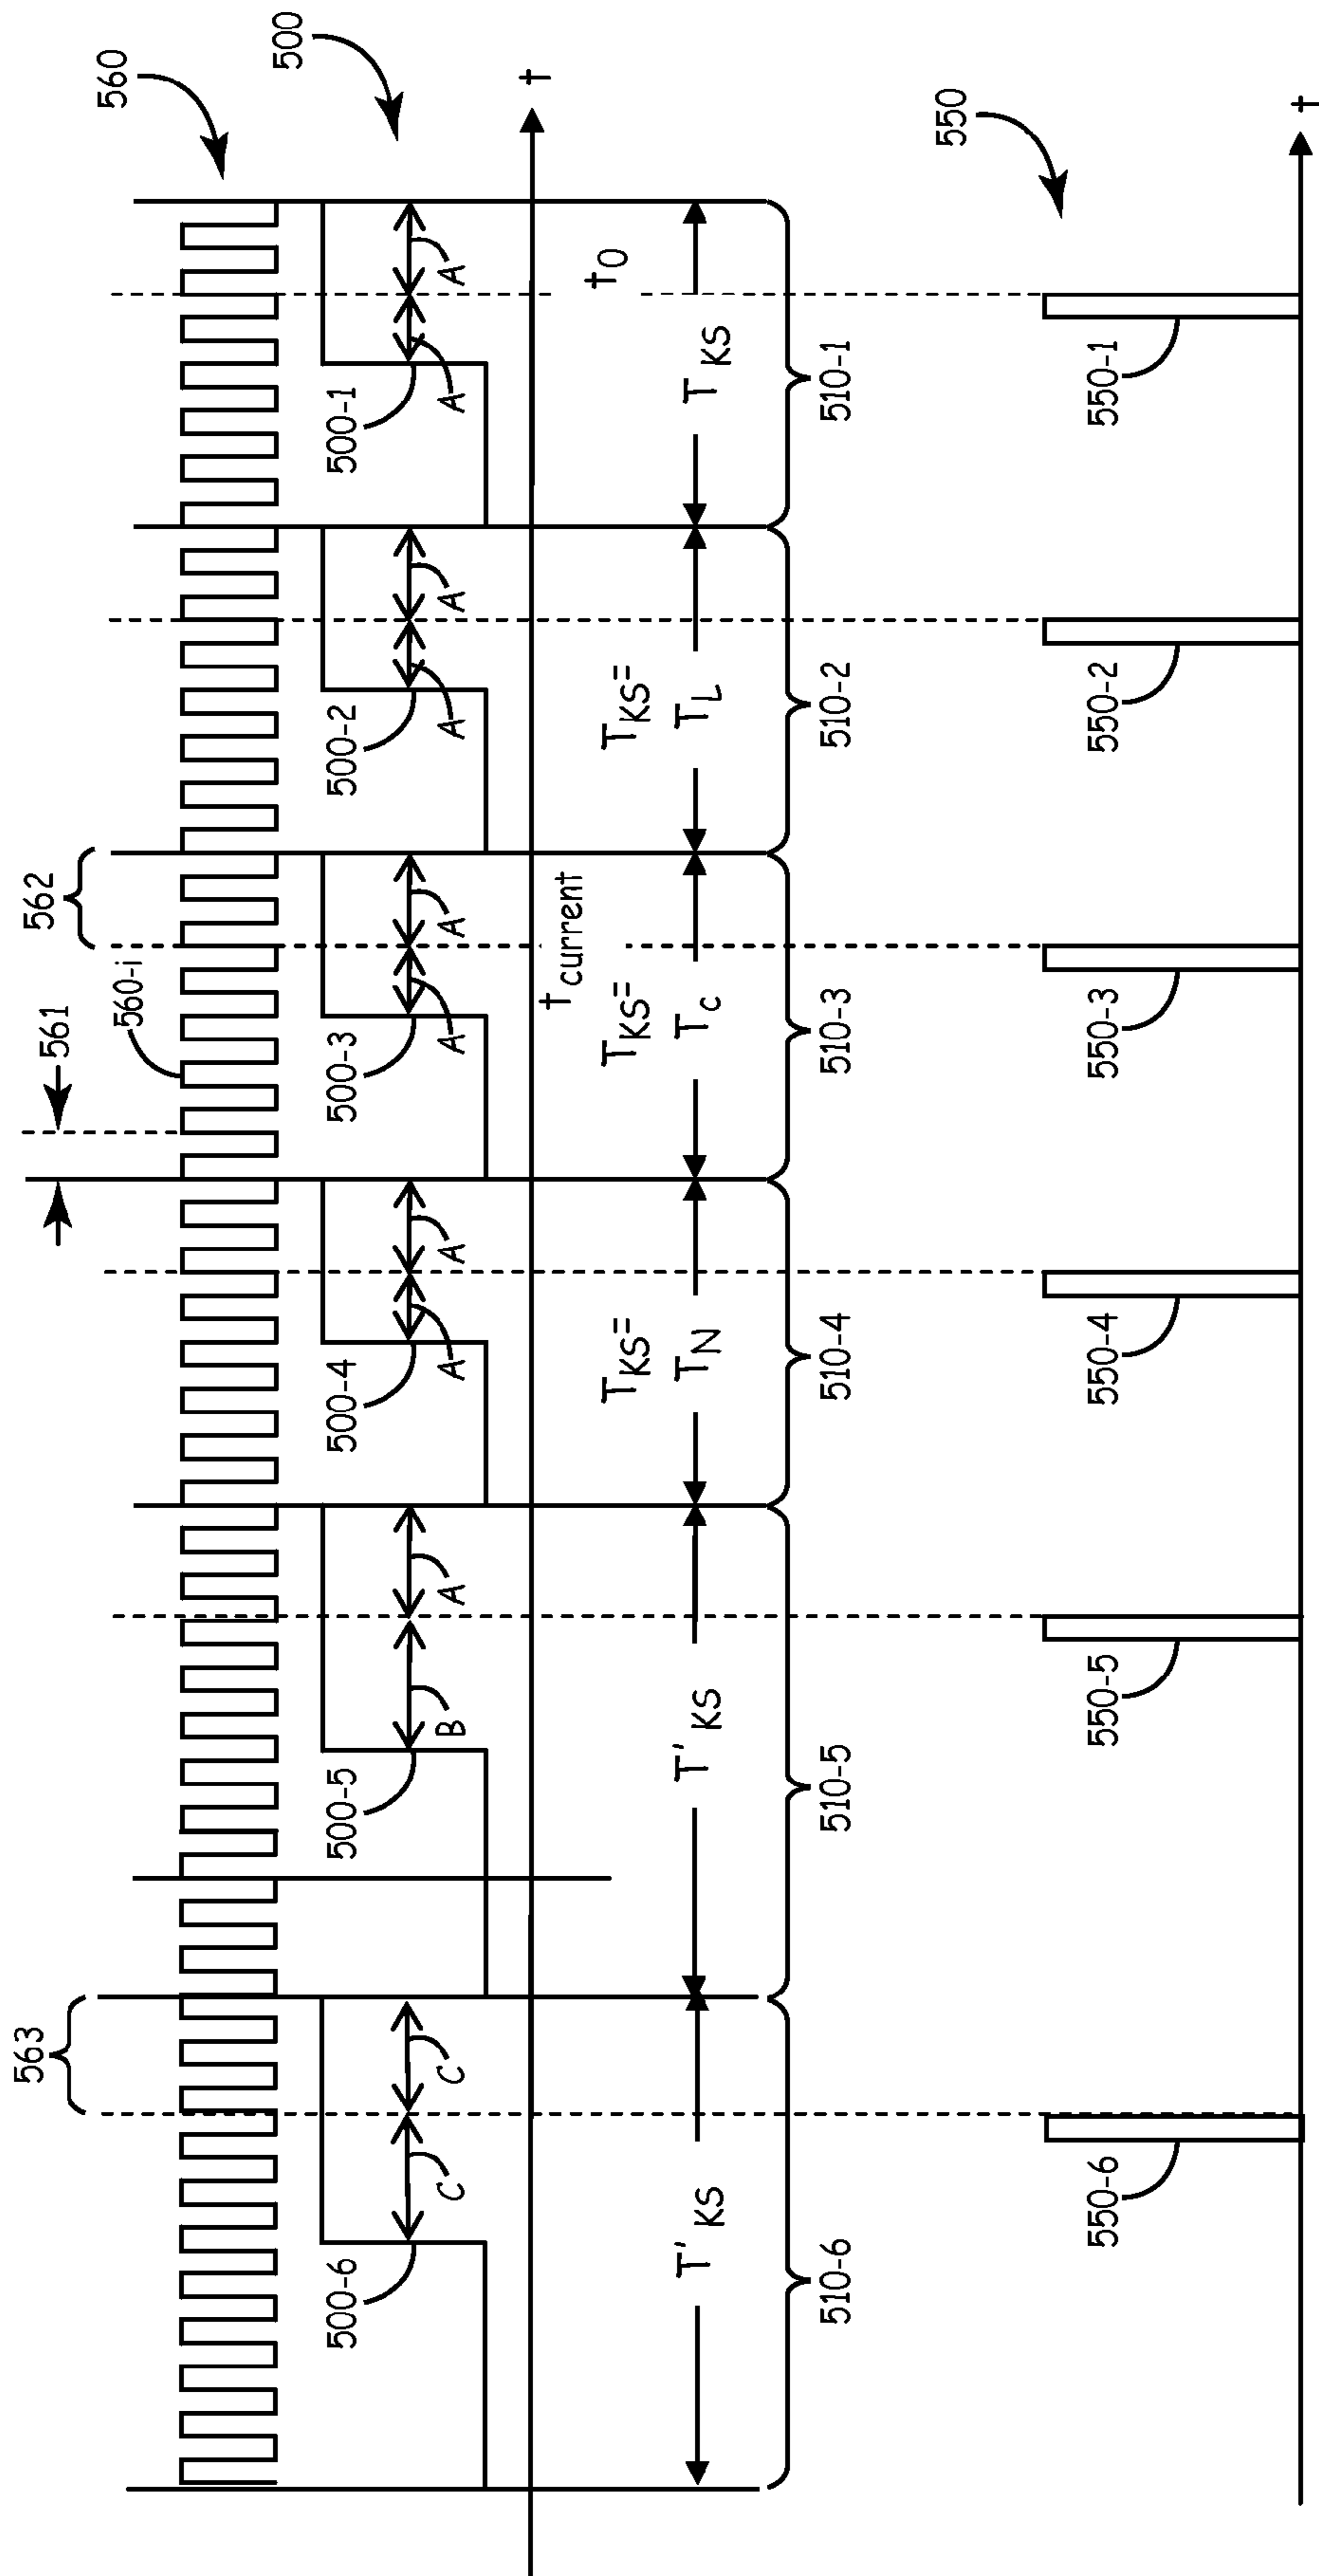 560
500
t
562
560-i
561
563
500-1
500-2
500-3
500-4
500-5
500-6
A
A
A
A
A
A
A
A
A
B
C
C
t0
tcurrent
TKS
TKS=
TL
TKS=
Tc
TKS=
TN
T'KS
T'KS
510-1
510-2
510-3
510-4
510-5
510-6
550
550-1
550-2
550-3
550-4
550-5
550-6
t